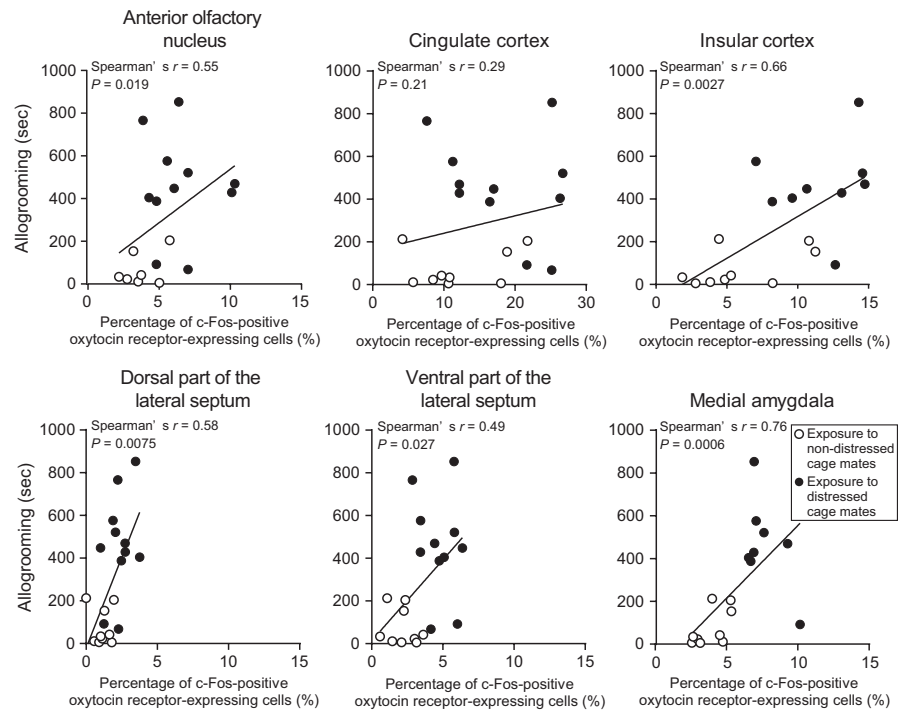 Anterior olfactory
nucleus
Spearman' s r = 0.55
P = 0.019
Allogrooming (sec)
1000
800
600
400
200
0
0 5 10 15
Percentage of c-Fos-positive
oxytocin receptor-expressing cells (%)
Cingulate cortex
Spearman' s r = 0.29
P = 0.21
1000
800
600
400
200
0
0 10 20 30
Percentage of c-Fos-positive
oxytocin receptor-expressing cells (%)
Insular cortex
Spearman' s r = 0.66
P = 0.0027
1000
800
600
400
200
0
0 5 10 15
Percentage of c-Fos-positive
oxytocin receptor-expressing cells (%)
Dorsal part of the
lateral septum
Spearman' s r = 0.58
P = 0.0075
Allogrooming (sec)
1000
800
600
400
200
0
0 5 10 15
Percentage of c-Fos-positive
oxytocin receptor-expressing cells (%)
Ventral part of the
lateral septum
Spearman' s r = 0.49
P = 0.027
1000
800
600
400
200
0
0 5 10 15
Percentage of c-Fos-positive
oxytocin receptor-expressing cells (%)
Medial amygdala
Spearman' s r = 0.76
P = 0.0006
1000
800
600
400
200
0
0 5 10 15
Percentage of c-Fos-positive
oxytocin receptor-expressing cells (%)
Exposure to
non-distressed
cage mates
Exposure to
distressed
cage mates